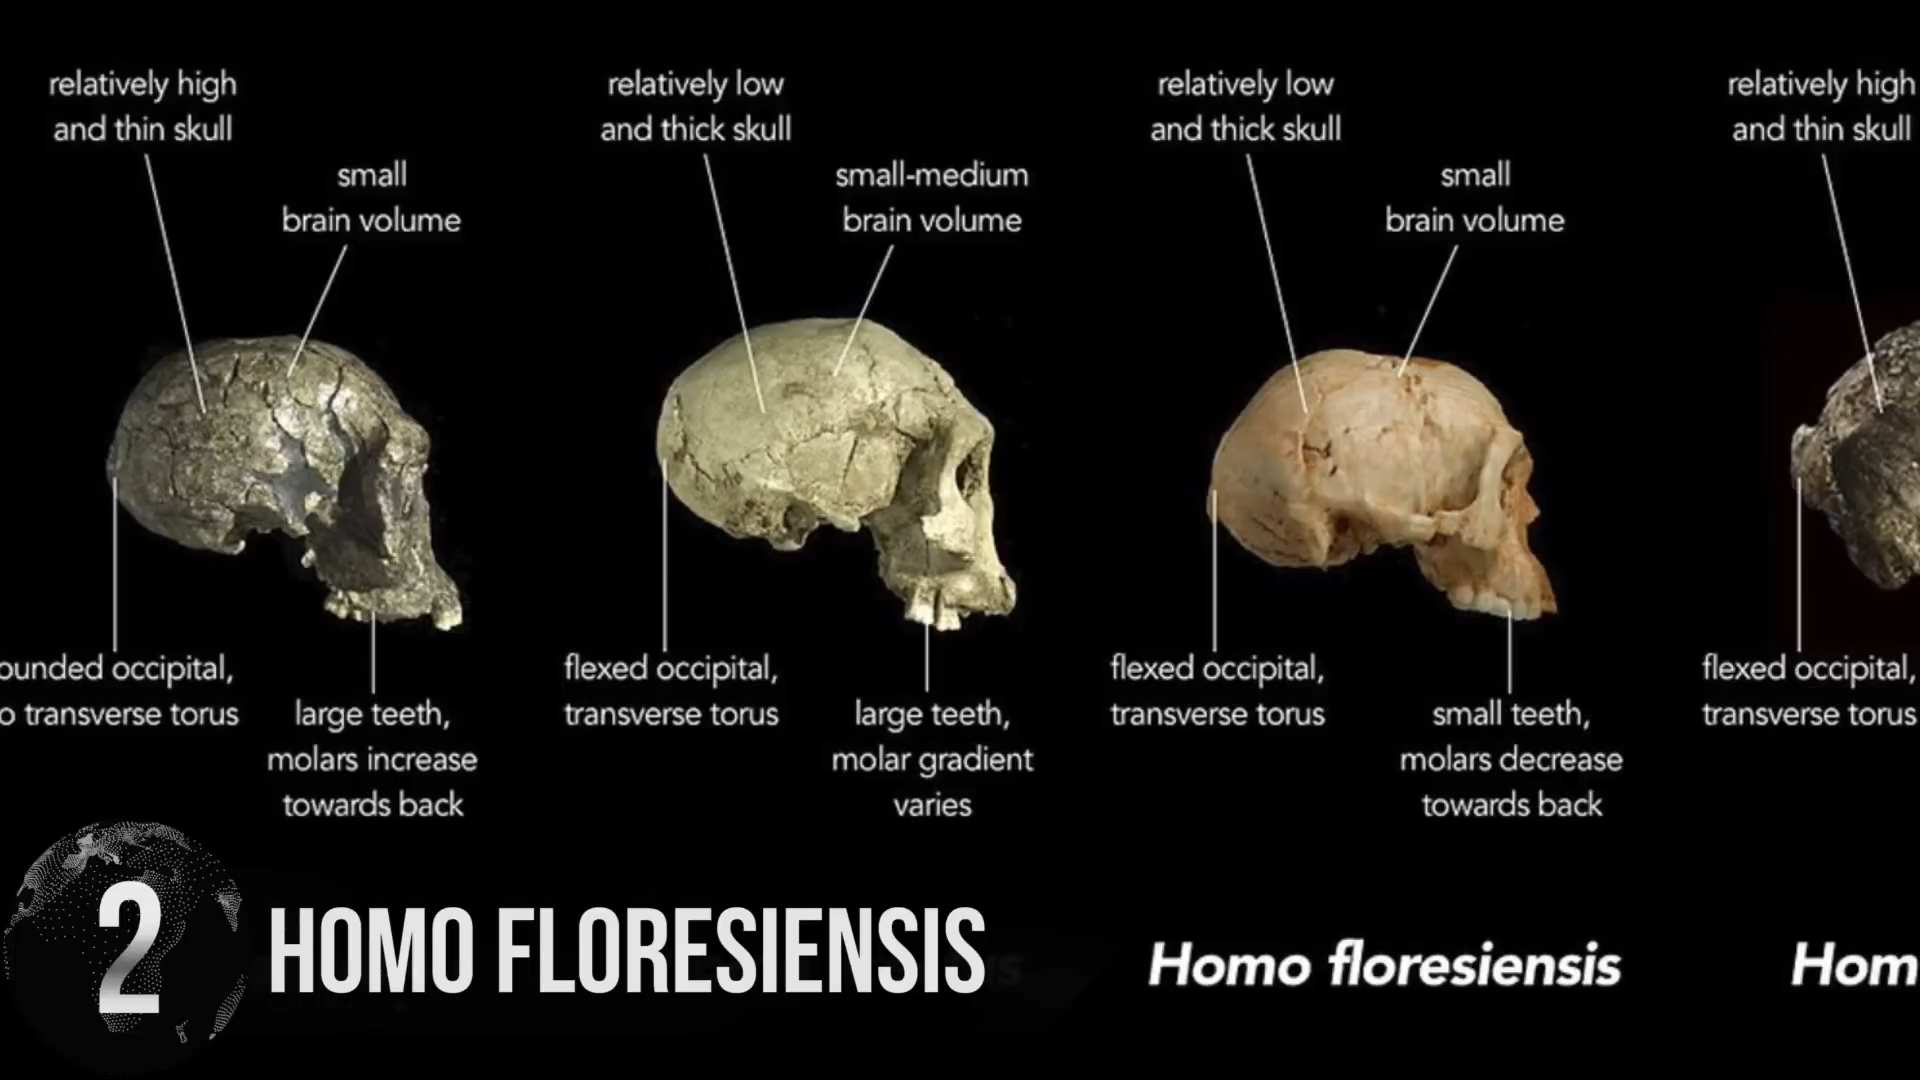 relatively high
and thin skull
small
brain volume
relatively low
and thick skull
small-medium
brain volume
relatively low
and thick skull
small
brain volume
relatively high
and thin skull
ounded occipital,
o transverse torus
large teeth,
molars increase
towards back
flexed occipital,
transverse torus
large teeth,
molar gradient
varies
flexed occipital,
transverse torus
small teeth,
molars decrease
towards back
flexed occipital,
transverse torus
2
HOMO FLORESIENSIS
Homo floresiensis
Hom